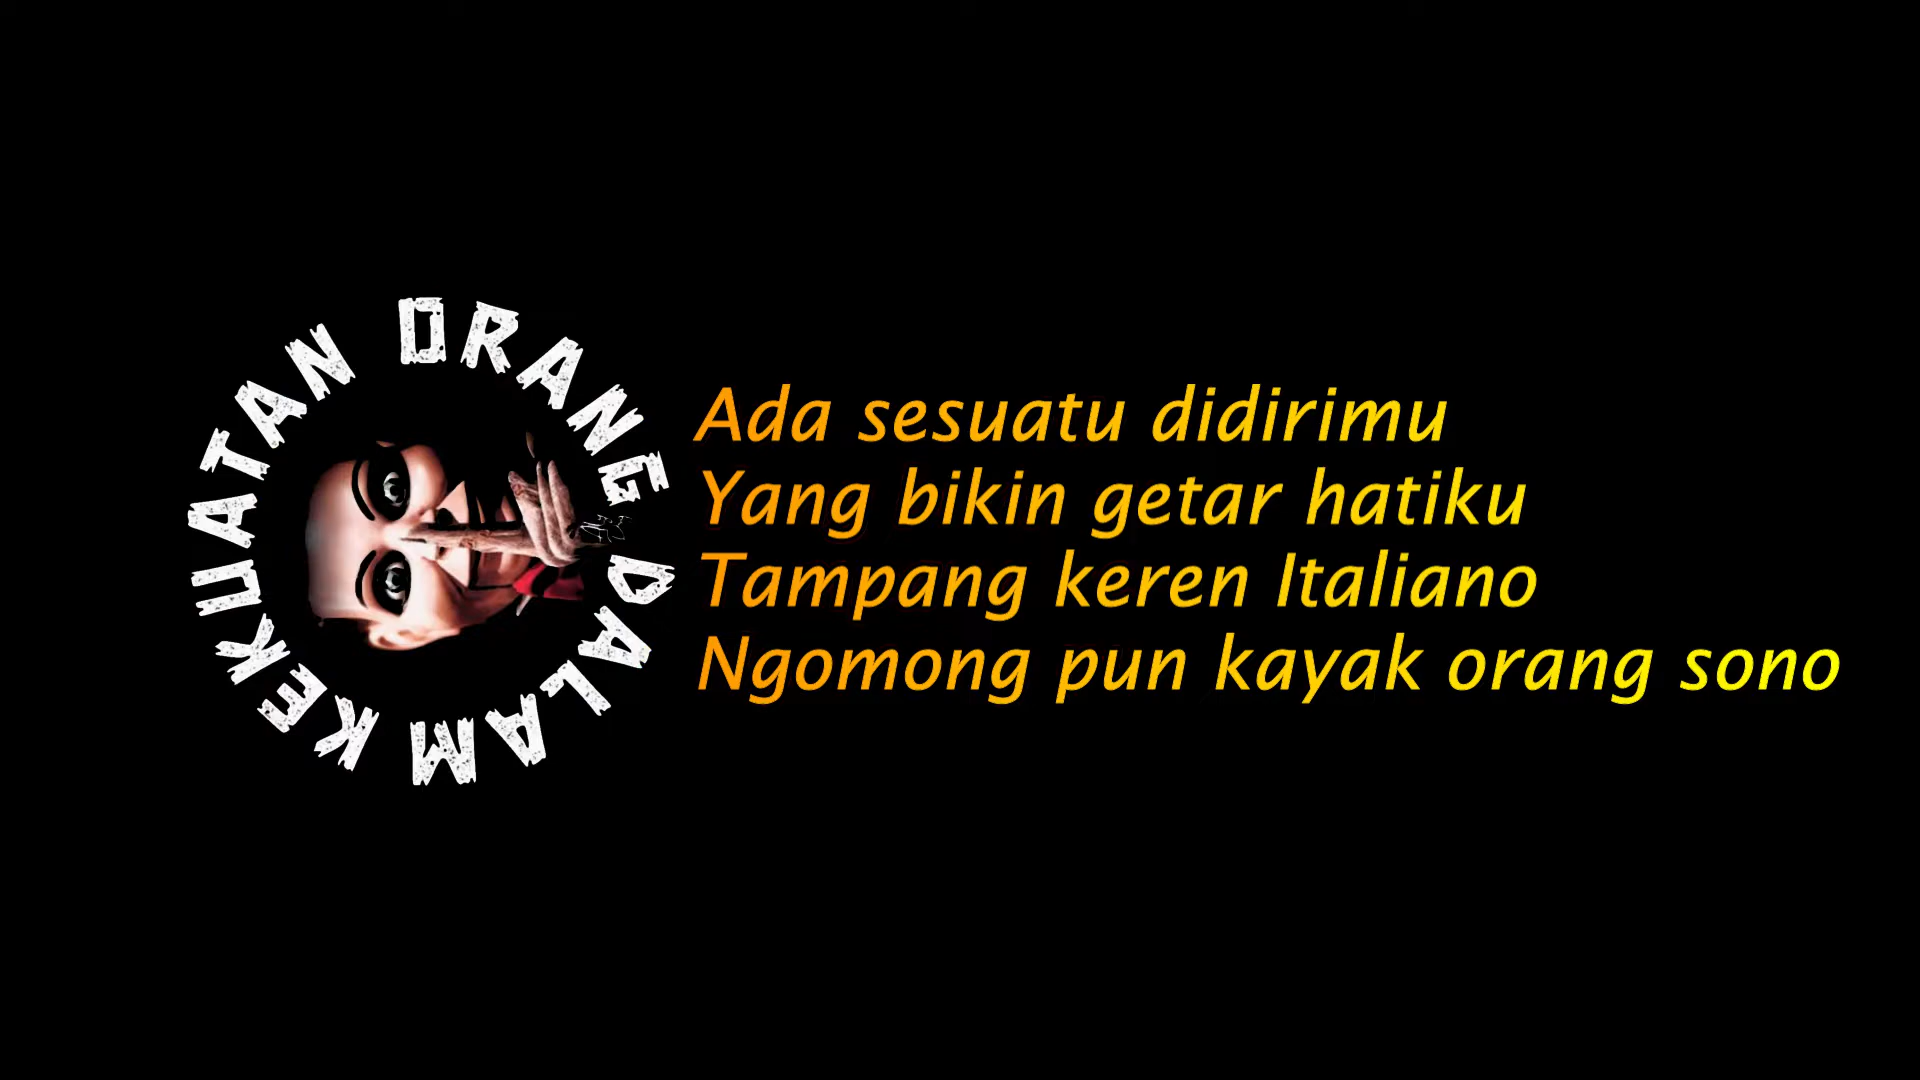 KEKUATAN ORANG DALAM
Ada sesuatu didirimu
Yang bikin getar hatiku
Tampang keren Italiano
Ngomong pun kayak orang sono